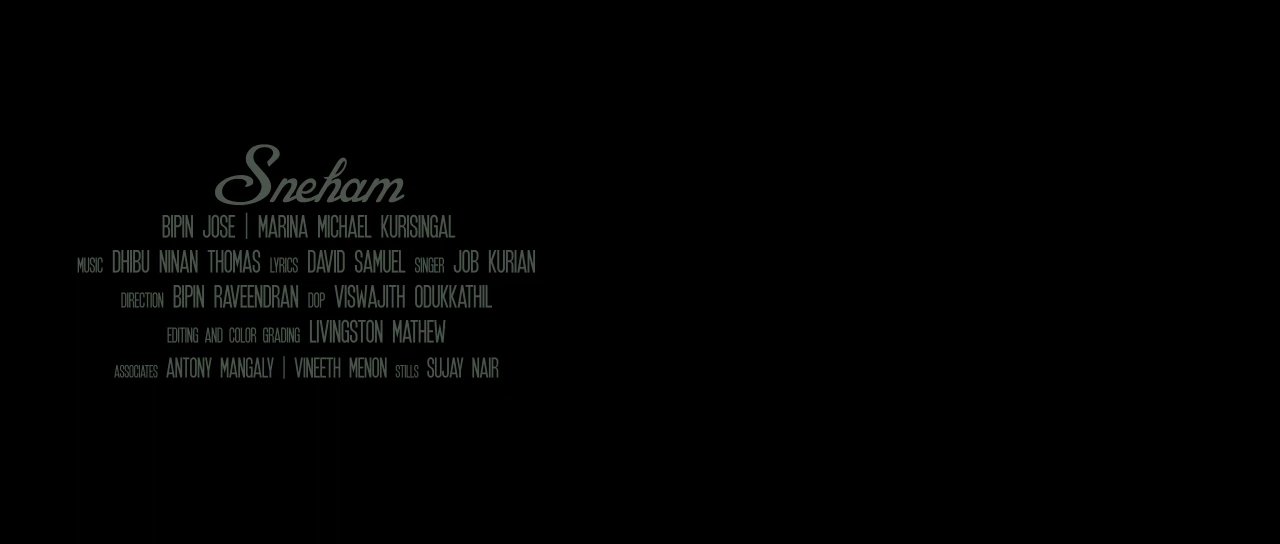 Sneham
BIPIN JOSE | MARINA MICHAEL KURISINGAL
MUSIC DHIBU NINAN THOMAS LYRICS DAVID SAMUEL SINGER JOB KURIAN
DIRECTION BIPIN RAVEENDRAN DOP VISWAJITH ODUKKATHIL
EDITING AND COLOR GRADING LIVINGSTON MATHEW
ASSOCIATES ANTONY MANGALY | VINEETH MENON STILLS SUJAY NAIR